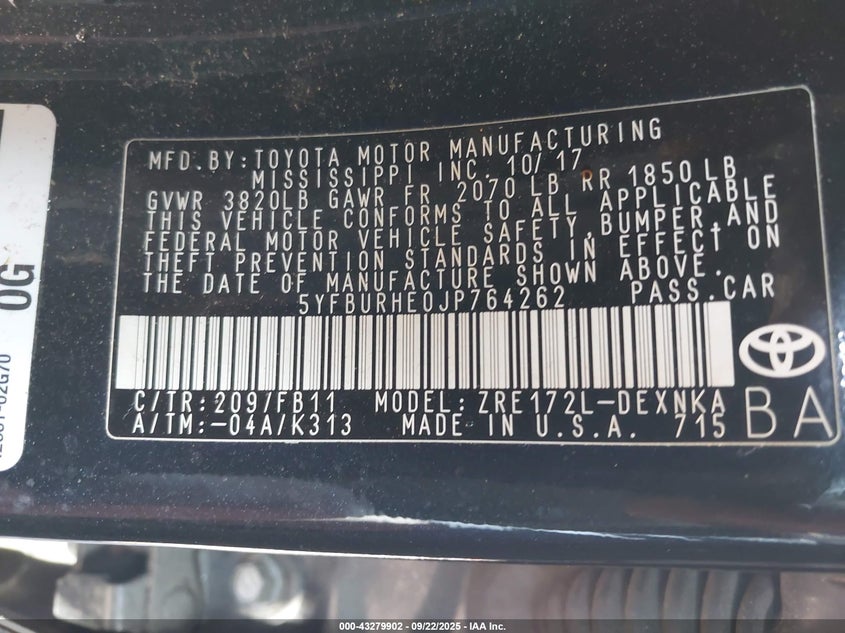 MFD.BY:TOYOTA MOTOR MANUFACTURING
MISSISSIPPI INC. 10/17
GVWR 3820LB GAWR FR 2070 LB RR 1850LB
THIS VEHICLE CONFORMS TO ALL APPLICABLE
FEDERAL MOTOR VEHICLE SAFETY,BUMPER,AND
THEFT PREVENTION STANDARDS IN EFFECT ON
THE DATE OF MANUFACTURE SHOWN ABOVE.
5YFBURHE0JP764262 PASS.CAR
C/TR:209/FB11 MODEL:ZRE172L-DEXNKA
A/TM:-04A/K313 MADE IN U.S.A. 715
BA
0G
000-43279902 - 09/22/2025 - IAA Inc.